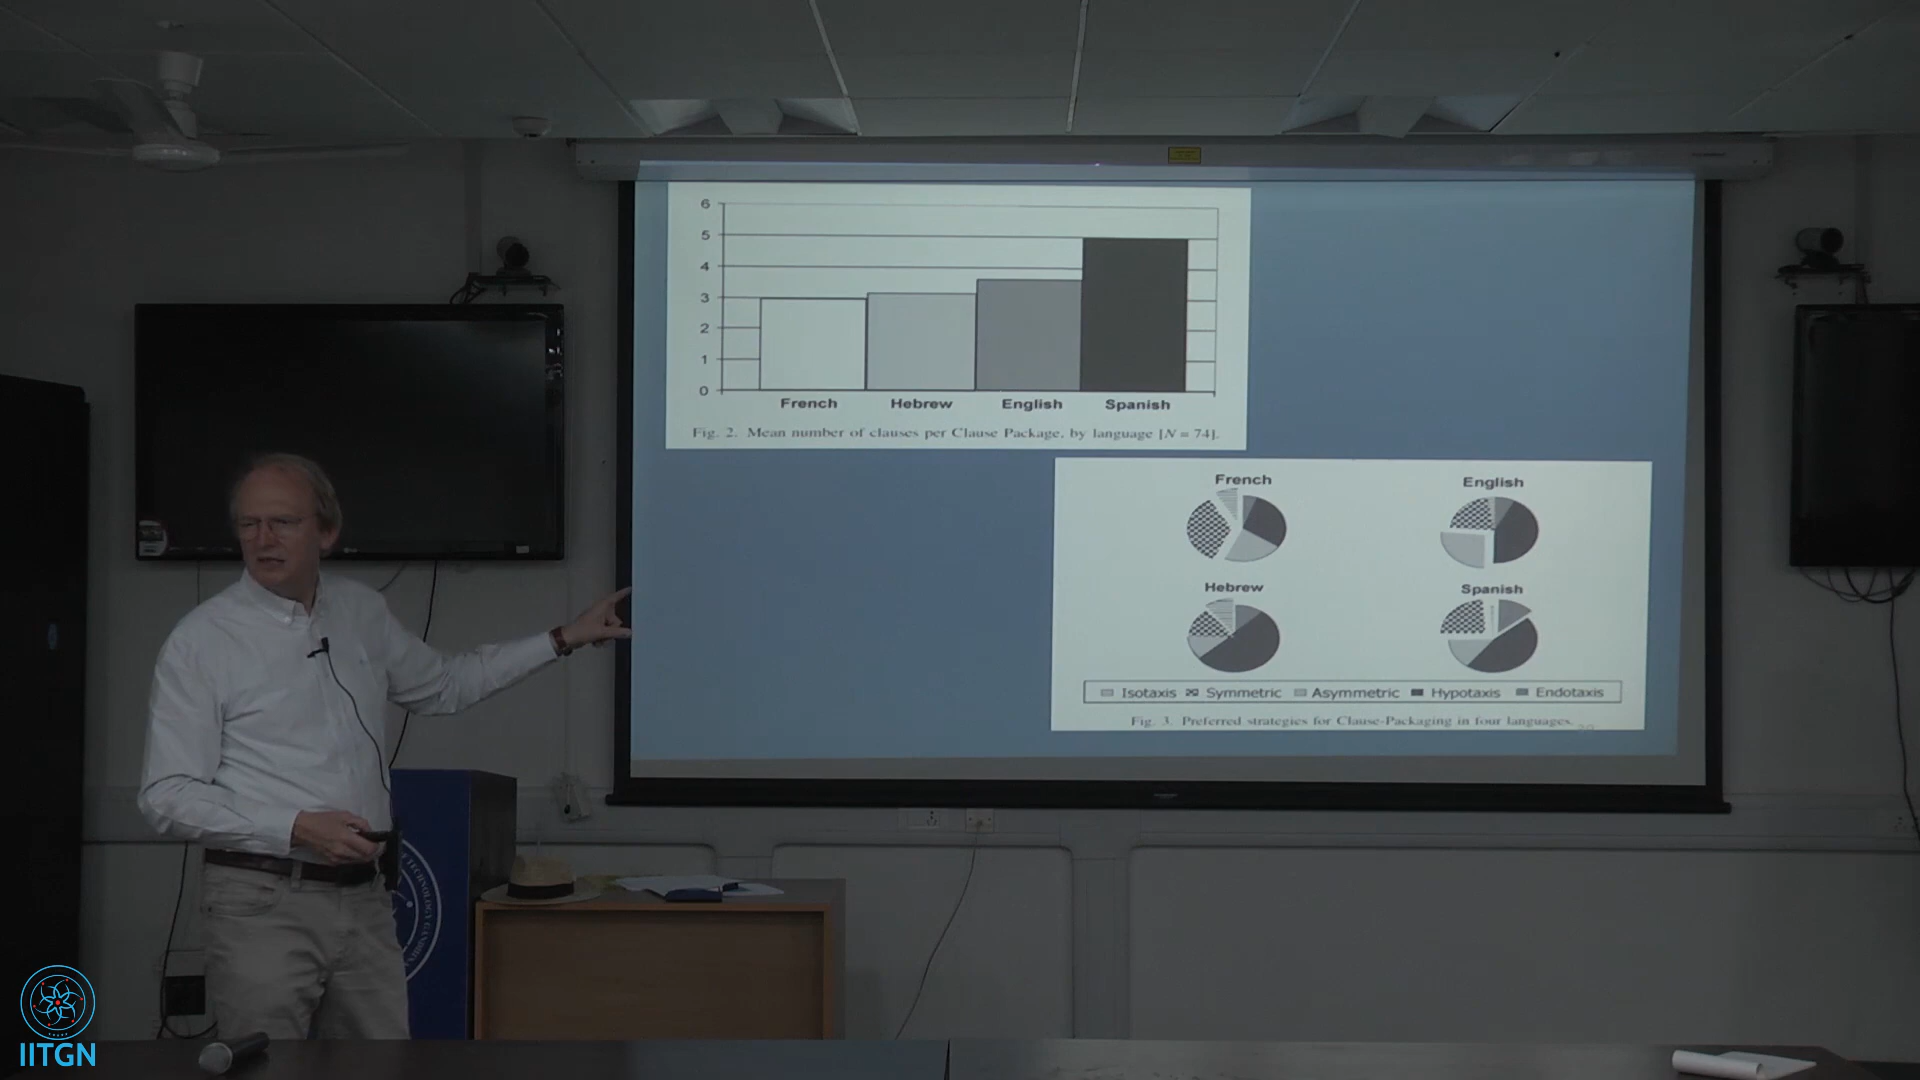 6
5
4
3
2
1
0
French Hebrew English Spanish
Fig. 2. Mean number of clauses per Clause Package, by language [N = 74].
French English
Hebrew Spanish
Isotaxis Symmetric Asymmetric Hypotaxis Endotaxis
Fig. 3. Preferred strategies for Clause-Packaging in four languages.
IITGN